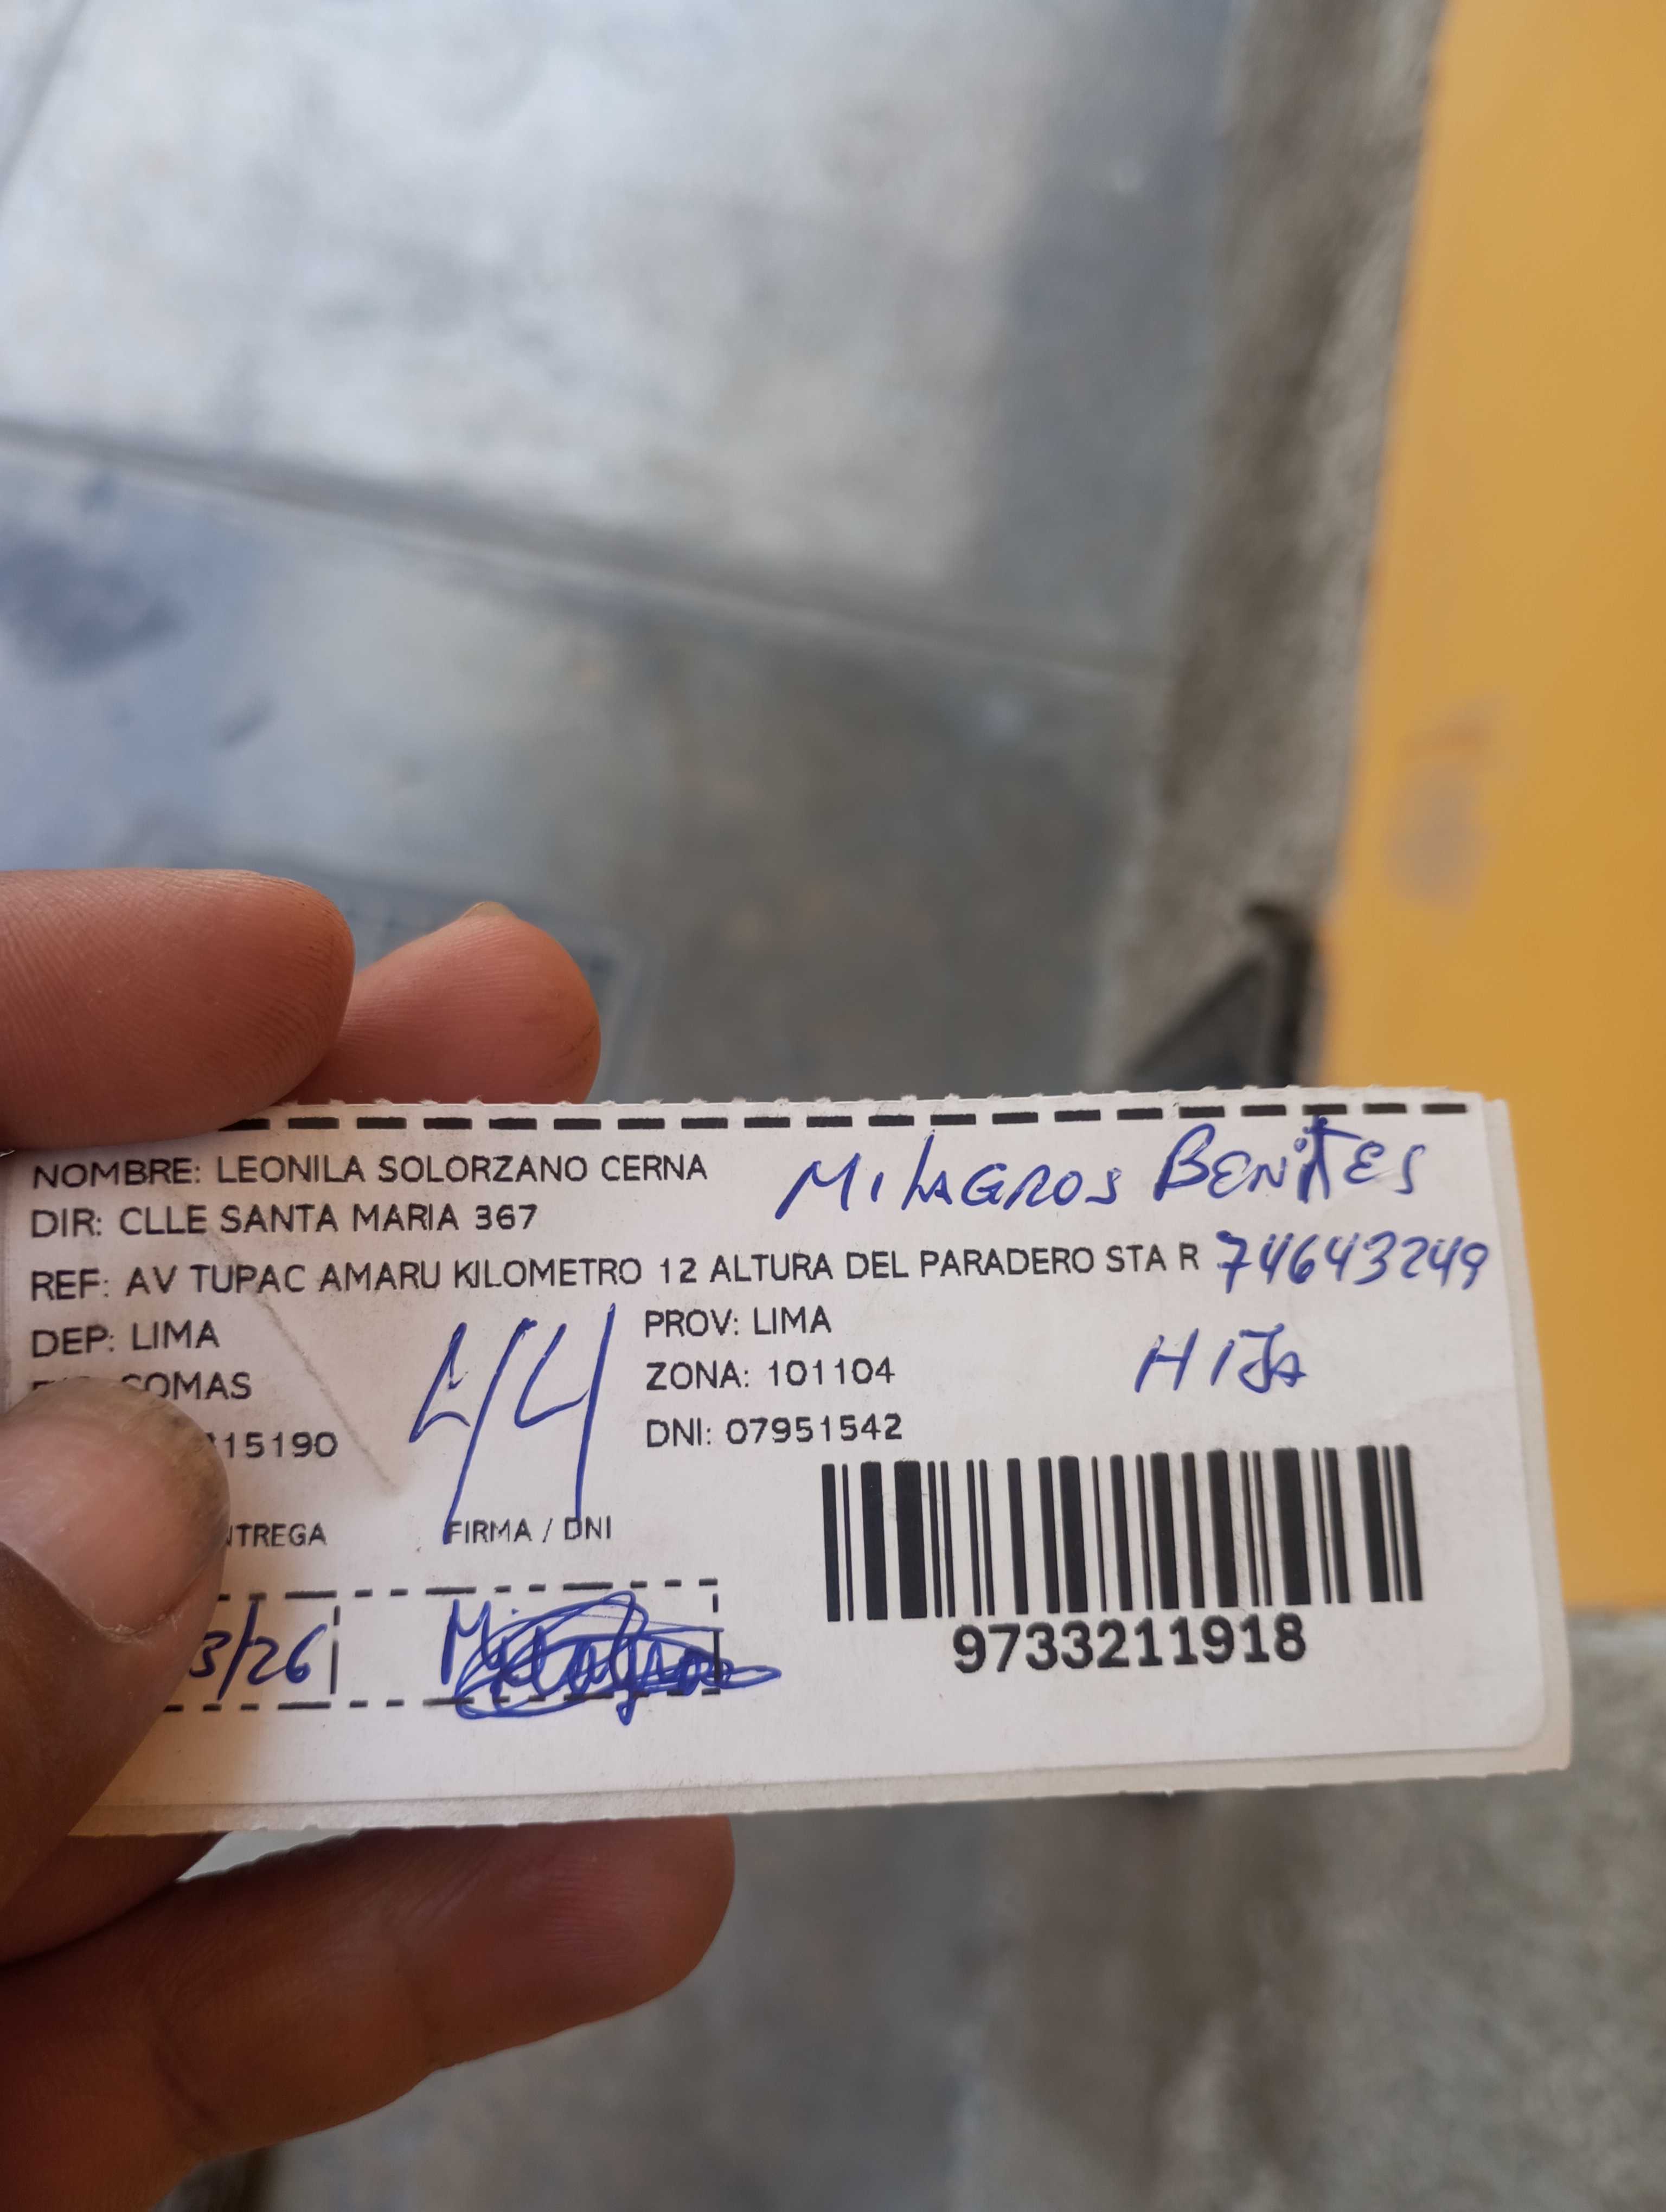 NOMBRE: LEONILA SOLORZANO CERNA
MILAGROS BENITES
DIR: CLLE SANTA MARIA 367
REF: AV TUPAC AMARU KILOMETRO 12 ALTURA DEL PARADERO STA R
74643249
DEP: LIMA
PROV: LIMA
HIJA
COMAS
ZONA: 101104
15190
DNI: 07951542
44
NTREGA
FIRMA / DNI
3/26
Milagros
9733211918